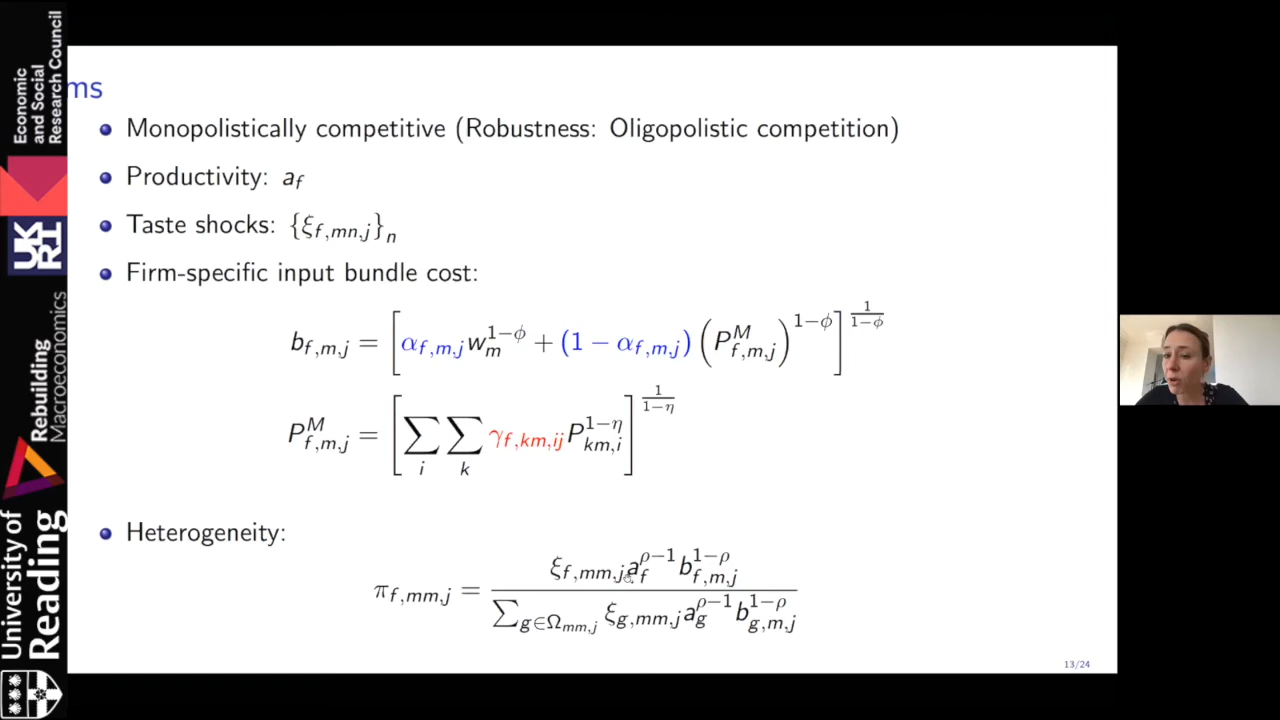 Economic
and Social
Research Council
UKRI
Rebuilding
Macroeconomics
University of
Reading
ms
Monopolistically competitive (Robustness: Oligopolistic competition)
Productivity: a_f
Taste shocks: {ξ_{f,mn,j}}_n
Firm-specific input bundle cost:
b_{f,m,j} = [α_{f,m,j} w_m^{1−ϕ} + (1 − α_{f,m,j}) (P^M_{f,m,j})^{1−ϕ}]^{1/(1−ϕ)}
P^M_{f,m,j} = [∑_i ∑_k γ_{f,km,ij} P_{km,i}^{1−η}]^{1/(1−η)}
Heterogeneity:
π_{f,mm,j} = ξ_{f,mm,j} a_f^{ρ−1} b_{f,m,j}^{1−ρ} / ∑_{g∈Ω_{mm,j}} ξ_{g,mm,j} a_g^{ρ−1} b_{g,m,j}^{1−ρ}
13/24